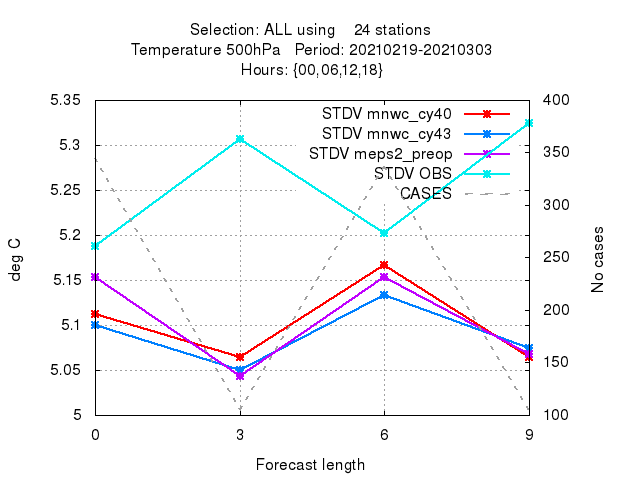 Selection: ALL using    24 stations
Temperature 500hPa   Period: 20210219-20210303
Hours: {00,06,12,18}
5.35
5.3
5.25
5.2
5.15
5.1
5.05
5
deg C
STDV mnwc_cy40
STDV mnwc_cy43
STDV meps2_preop
STDV OBS
CASES
400
350
300
250
200
150
100
No cases
0 3 6 9
Forecast length